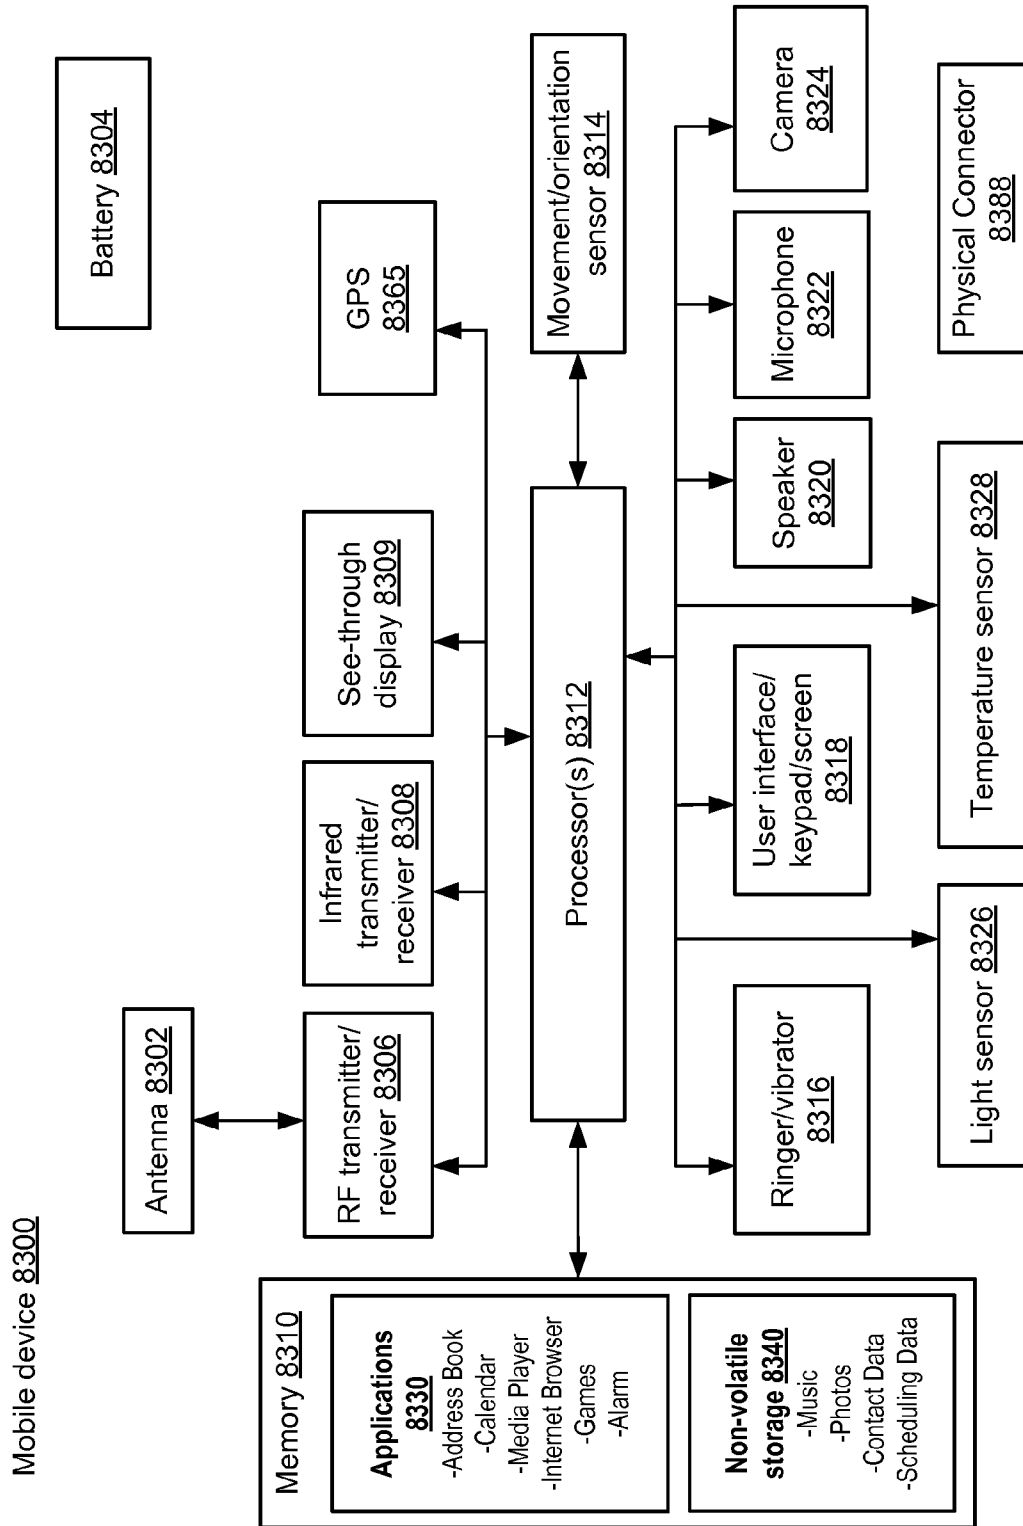 Mobile device 8300
Antenna 8302
Battery 8304
RF transmitter/
receiver 8306
Infrared
transmitter/
receiver 8308
See-through
display 8309
GPS
8365
Memory 8310
Applications
8330
-Address Book
-Calendar
-Media Player
-Internet Browser
-Games
-Alarm
Non-volatile
storage 8340
-Music
-Photos
-Contact Data
-Scheduling Data
Processor(s) 8312
Movement/orientation
sensor 8314
Ringer/vibrator
8316
User interface/
keypad/screen
8318
Speaker
8320
Microphone
8322
Camera
8324
Light sensor 8326
Temperature sensor 8328
Physical Connector
8388